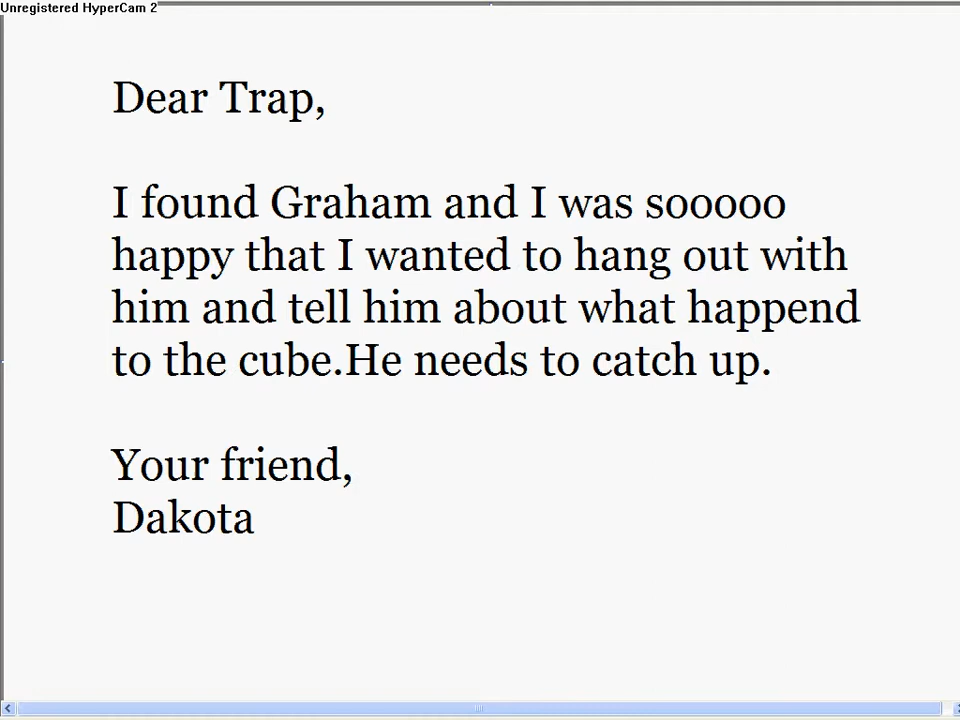 Unregistered HyperCam 2
Dear Trap,
I found Graham and I was sooooo
happy that I wanted to hang out with
him and tell him about what happend
to the cube.He needs to catch up.
Your friend,
Dakota